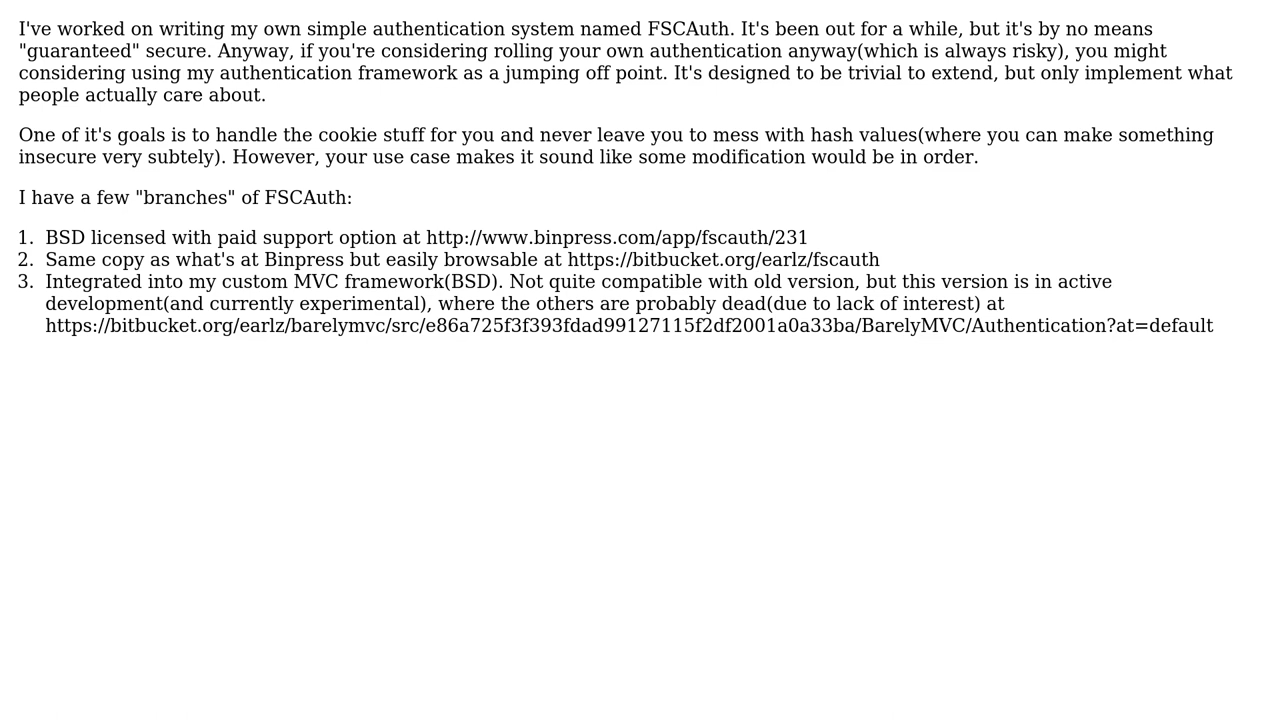 I've worked on writing my own simple authentication system named FSCAuth. It's been out for a while, but it's by no means
"guaranteed" secure. Anyway, if you're considering rolling your own authentication anyway(which is always risky), you might
considering using my authentication framework as a jumping off point. It's designed to be trivial to extend, but only implement what
people actually care about.
One of it's goals is to handle the cookie stuff for you and never leave you to mess with hash values(where you can make something
insecure very subtely). However, your use case makes it sound like some modification would be in order.
I have a few "branches" of FSCAuth:
1. BSD licensed with paid support option at http://www.binpress.com/app/fscauth/231
2. Same copy as what's at Binpress but easily browsable at https://bitbucket.org/earlz/fscauth
3. Integrated into my custom MVC framework(BSD). Not quite compatible with old version, but this version is in active
development(and currently experimental), where the others are probably dead(due to lack of interest) at
https://bitbucket.org/earlz/barelymvc/src/e86a725f3f393fdad99127115f2df2001a0a33ba/BarelyMVC/Authentication?at=default